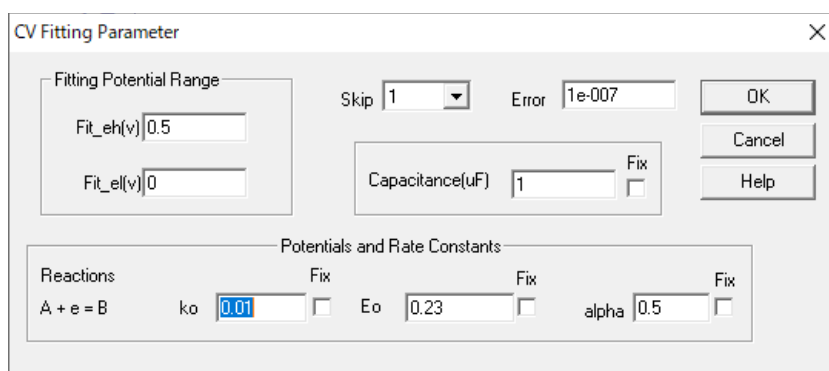 CV Fitting Parameter
Fitting Potential Range
Fit_eh(v) 0.5
Fit_el(v) 0
Skip 1
Error 1e-007
Capacitance(uF) 1
Fix
OK
Cancel
Help
Potentials and Rate Constants
Reactions Fix Fix Fix
A + e = B ko 0.01 Eo 0.23 alpha 0.5